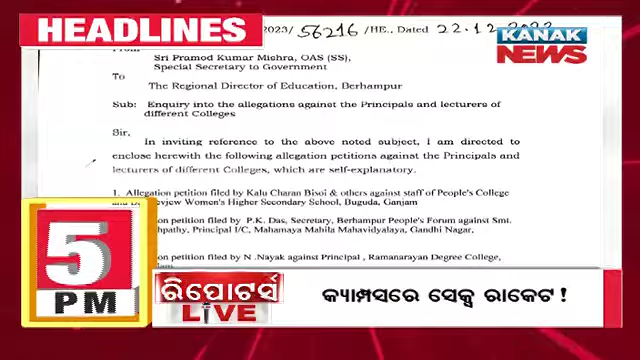 HEADLINES
2023/56216 /HE., Dated 22.12.2023
KANAK
NEWS
From
Sri Pramod Kumar Mishra, OAS (SS),
Special Secretary to Government
To
The Regional Director of Education, Berhampur
Sub: Enquiry into the allegations against the Principals and lecturers of
different Colleges
Sir,
In inviting reference to the above noted subject, I am directed to
enclose herewith the following allegation petitions against the Principals and
lecturers of different Colleges, which are self-explanatory.
1. Allegation petition filed by Kalu Charan Bisoi & others against staff of People's College
and Women's Higher Secondary School, Buguda, Ganjam
on petition filed by P.K. Das, Secretary, Berhampur People's Forum against Smt.
hpathy, Principal I/C, Mahamaya Mahila Mahavidyalaya, Gandhi Nagar,
on petition filed by N.Nayak against Principal, Ramanarayan Degree College,
5
PM
ରିପୋଟର୍ସ
LIVE
କ୍ୟାମ୍ପସରେ ସେକ୍ସ ରାକେଟ!